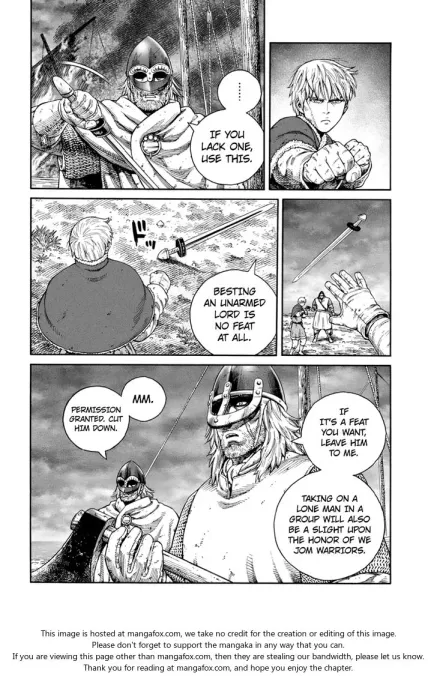 ......
IF YOU
LACK ONE,
USE THIS.
ドッ
BESTING
AN UNARMED
LORD IS
NO FEAT
AT ALL.
IF
IT'S A FEAT
YOU WANT,
LEAVE HIM
TO ME.
TAKING ON A
LONE MAN IN A
GROUP WILL ALSO
BE A SLIGHT UPON
THE HONOR OF WE
JOM WARRIORS.
MM.
PERMISSION
GRANTED. CUT
HIM DOWN.
This image is hosted at mangafox.com, we take no credit for the creation or editing of this image.
Please don't forget to support the mangaka in any way that you can.
If you are viewing this page other than mangafox.com, then they are stealing our bandwidth, please let us know.
Thank you for reading at mangafox.com, and hope you enjoy the chapter.